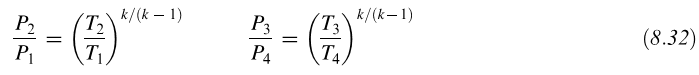 P₂/P₁ = (T₂/T₁)^{k/(k − 1)} P₃/P₄ = (T₃/T₄)^{k/(k−1)} (8.32)